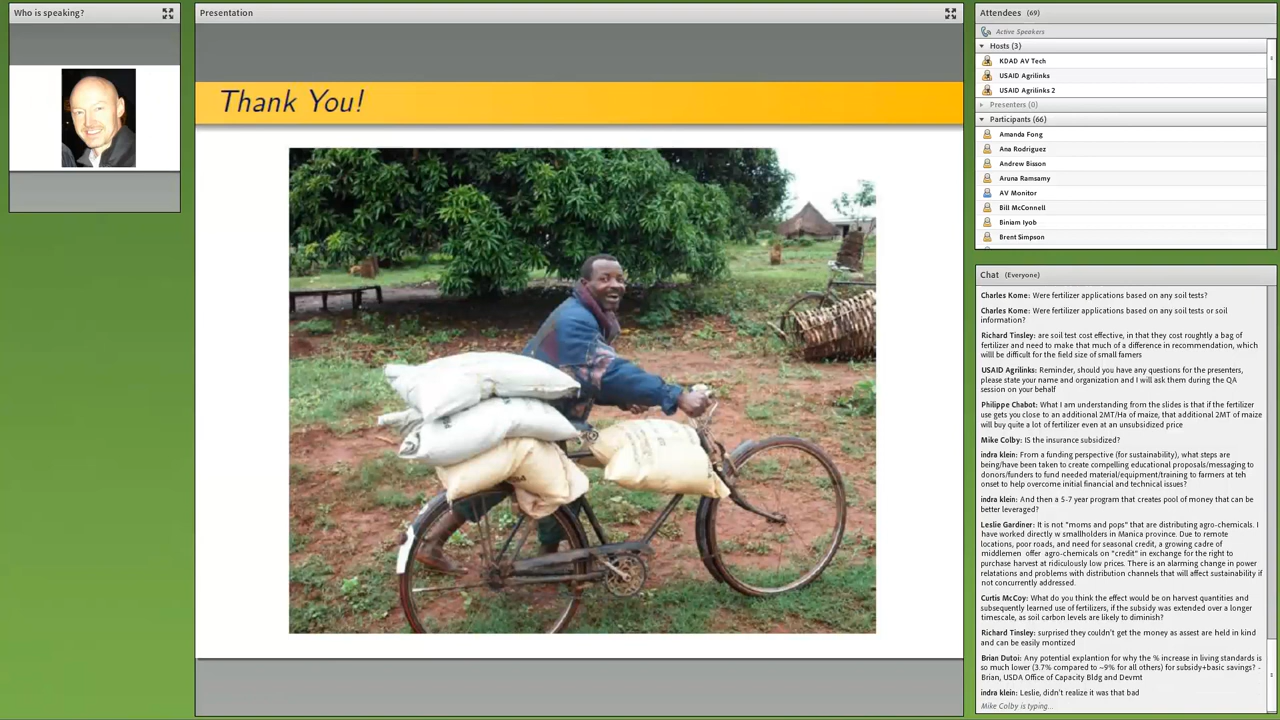 Who is speaking?
Presentation
Thank You!
Attendees (69)
Active Speakers
Hosts (3)
KDAD AV Tech
USAID Agrilinks
USAID Agrilinks 2
Presenters (0)
Participants (66)
Amanda Fong
Ana Rodriguez
Andrew Bisson
Aruna Ramsamy
AV Monitor
Bill McConnell
Biniam Iyob
Brent Simpson
Chat (Everyone)
Charles Kome: Were fertilizer applications based on any soil tests?
Charles Kome: Were fertilizer applications based on any soil tests or soil
information?
Richard Tinsley: are soil test cost effective, in that they cost roughtly a bag of
fertilizer and need to make that much of a difference in recommendation, which
willl be difficult for the field size of small famers
USAID Agrilinks: Reminder, should you have any questions for the presenters,
please state your name and organization and I will ask them during the QA
session on your behalf
Philippe Chabot: What I am understanding from the slides is that if the fertilizer
use gets you close to an additional 2MT/Ha of maize, that additional 2MT of maize
will buy quite a lot of fertilizer even at an unsubsidized price
Mike Colby: IS the insurance subsidized?
indra klein: From a funding perspective (for sustainability), what steps are
being/have been taken to create compelling educational proposals/messaging to
donors/funders to fund needed material/equipment/training to farmers at teh
onset to help overcome initial financial and technical issues?
indra klein: And then a 5-7 year program that creates pool of money that can be
better leveraged?
Leslie Gardiner: It is not "moms and pops" that are distributing agro-chemicals. I
have worked directly w smallholders in Manica province. Due to remote
locations, poor roads, and need for seasonal credit, a growing cadre of
middlemen offer agro-chemicals on "credit" in exchange for the right to
purchase harvest at ridiculously low prices. There is an alarming change in power
relations and problems with distribution channels that will affect sustainability if
not concurrently addressed.
Curtis McCoy: What do you think the effect would be on harvest quantities and
subsequently learned use of fertilizers, if the subsidy was extended over a longer
timescale, as soil carbon levels are likely to diminish?
Richard Tinsley: surprised they couldn't get the money as assest are held in kind
and can be easily montized
Brian Dutoi: Any potential explantion for why the % increase in living standards is
so much lower (3.7% compared to ~9% for all others) for subsidy+basic savings? -
Brian, USDA Office of Capacity Bldg and Devmt
indra klein: Leslie, didn't realize it was that bad
Mike Colby is typing...